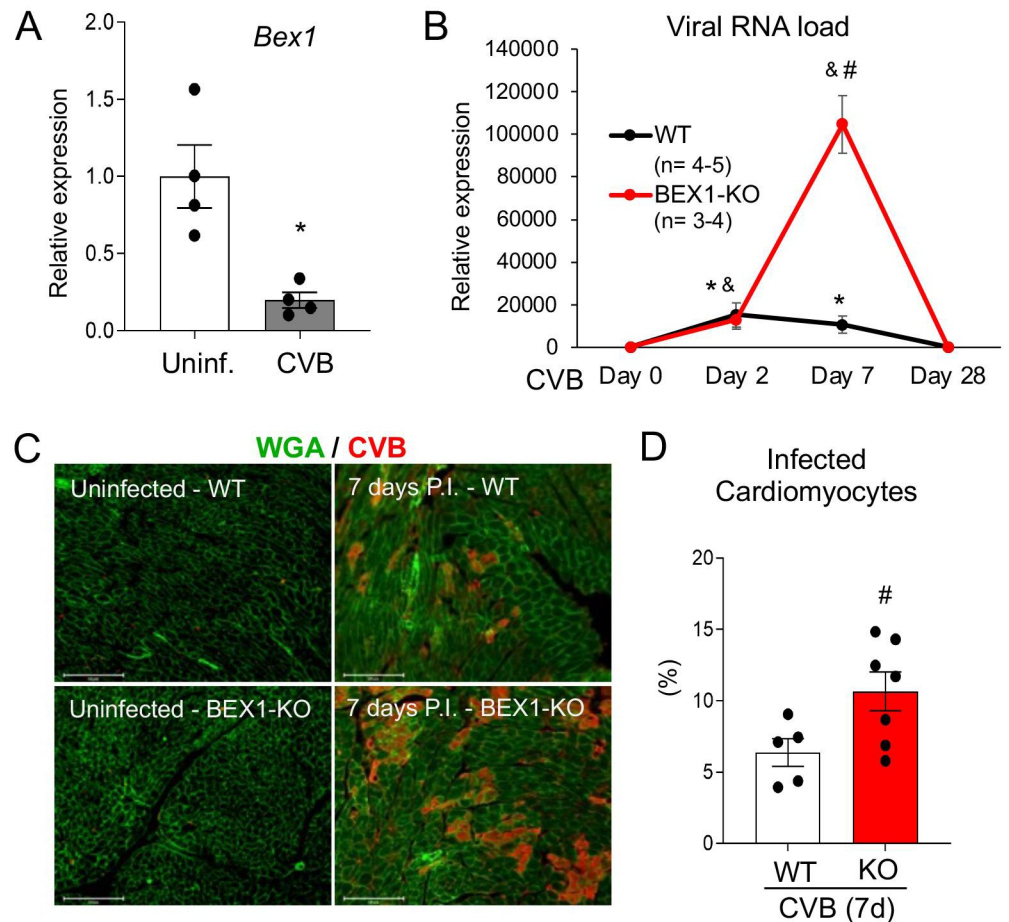 A
Bex1
Relative expression
2.0
1.5
1.0
0.5
0.0
*
Uninf.
CVB
B
Viral RNA load
Relative expression
140000
120000
100000
80000
60000
40000
20000
0
WT
(n= 4-5)
BEX1-KO
(n= 3-4)
* &
& #
*
CVB Day 0 Day 2 Day 7 Day 28
C
WGA / CVB
Uninfected - WT
7 days P.I. - WT
Uninfected - BEX1-KO
7 days P.I. - BEX1-KO
D
Infected
Cardiomyocytes
(%)
20
15
10
5
0
#
WT
KO
CVB (7d)